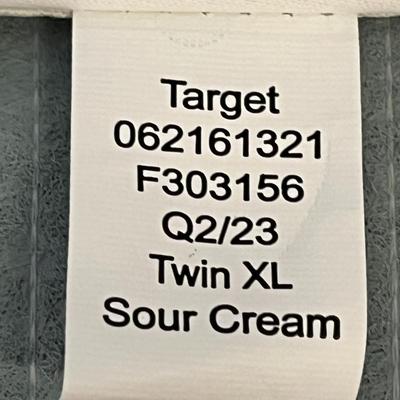 Target
062161321
F303156
Q2/23
Twin XL
Sour Cream